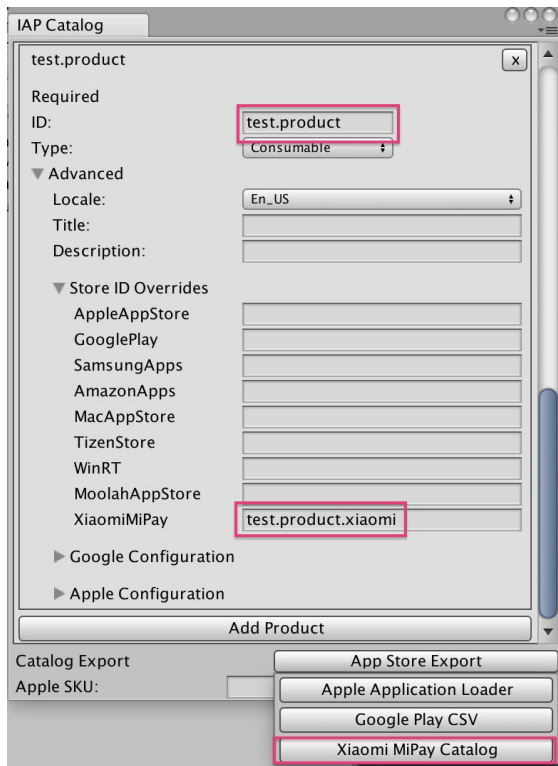 IAP Catalog
test.product
x
Required
ID: test.product
Type: Consumable
Advanced
Locale: En_US
Title:
Description:
Store ID Overrides
AppleAppStore
GooglePlay
SamsungApps
AmazonApps
MacAppStore
TizenStore
WinRT
MoolahAppStore
XiaomiMiPay test.product.xiaomi
Google Configuration
Apple Configuration
Add Product
Catalog Export App Store Export
Apple SKU: Apple Application Loader
Google Play CSV
Xiaomi MiPay Catalog